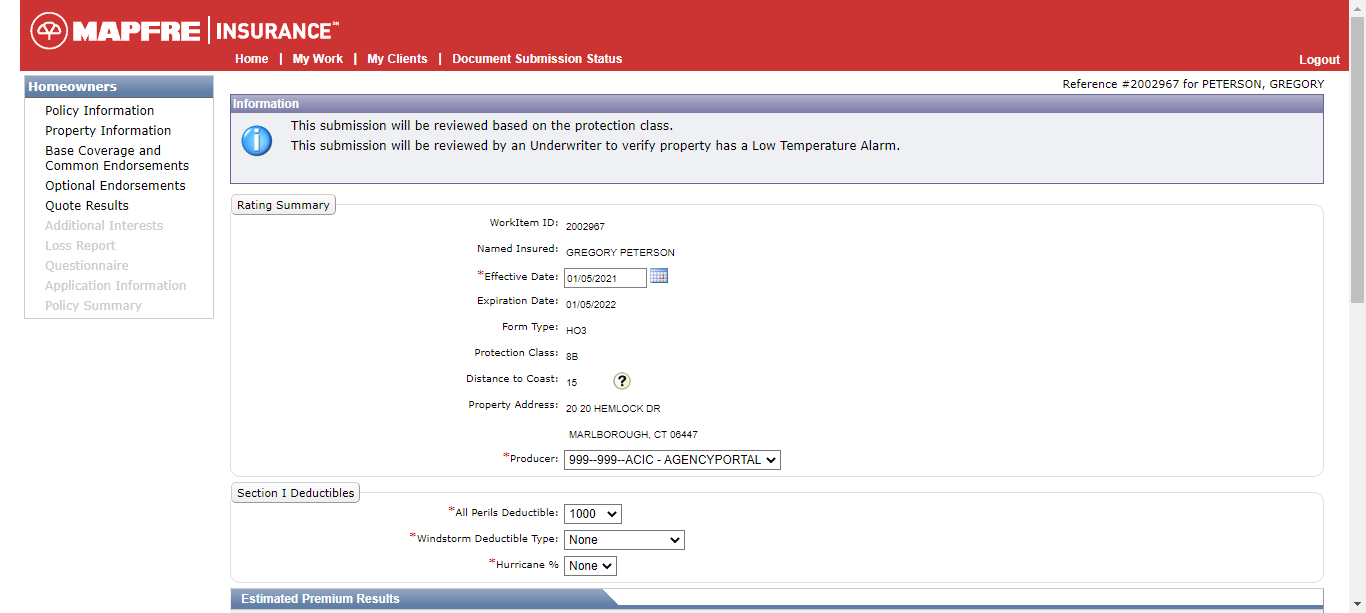 MAPFRE | INSURANCE℠
Home | My Work | My Clients | Document Submission Status
Logout
Reference #2002967 for PETERSON, GREGORY
Homeowners
Policy Information
Property Information
Base Coverage and
Common Endorsements
Optional Endorsements
Quote Results
Additional Interests
Loss Report
Questionnaire
Application Information
Policy Summary
Information
This submission will be reviewed based on the protection class.
This submission will be reviewed by an Underwriter to verify property has a Low Temperature Alarm.
Rating Summary
WorkItem ID: 2002967
Named Insured: GREGORY PETERSON
*Effective Date: 01/05/2021
Expiration Date: 01/05/2022
Form Type: HO3
Protection Class: 8B
Distance to Coast: 15 ?
Property Address: 20 20 HEMLOCK DR
MARLBOROUGH, CT 06447
*Producer: 999--999--ACIC - AGENCYPORTAL
Section I Deductibles
*All Perils Deductible: 1000
*Windstorm Deductible Type: None
*Hurricane % None
Estimated Premium Results